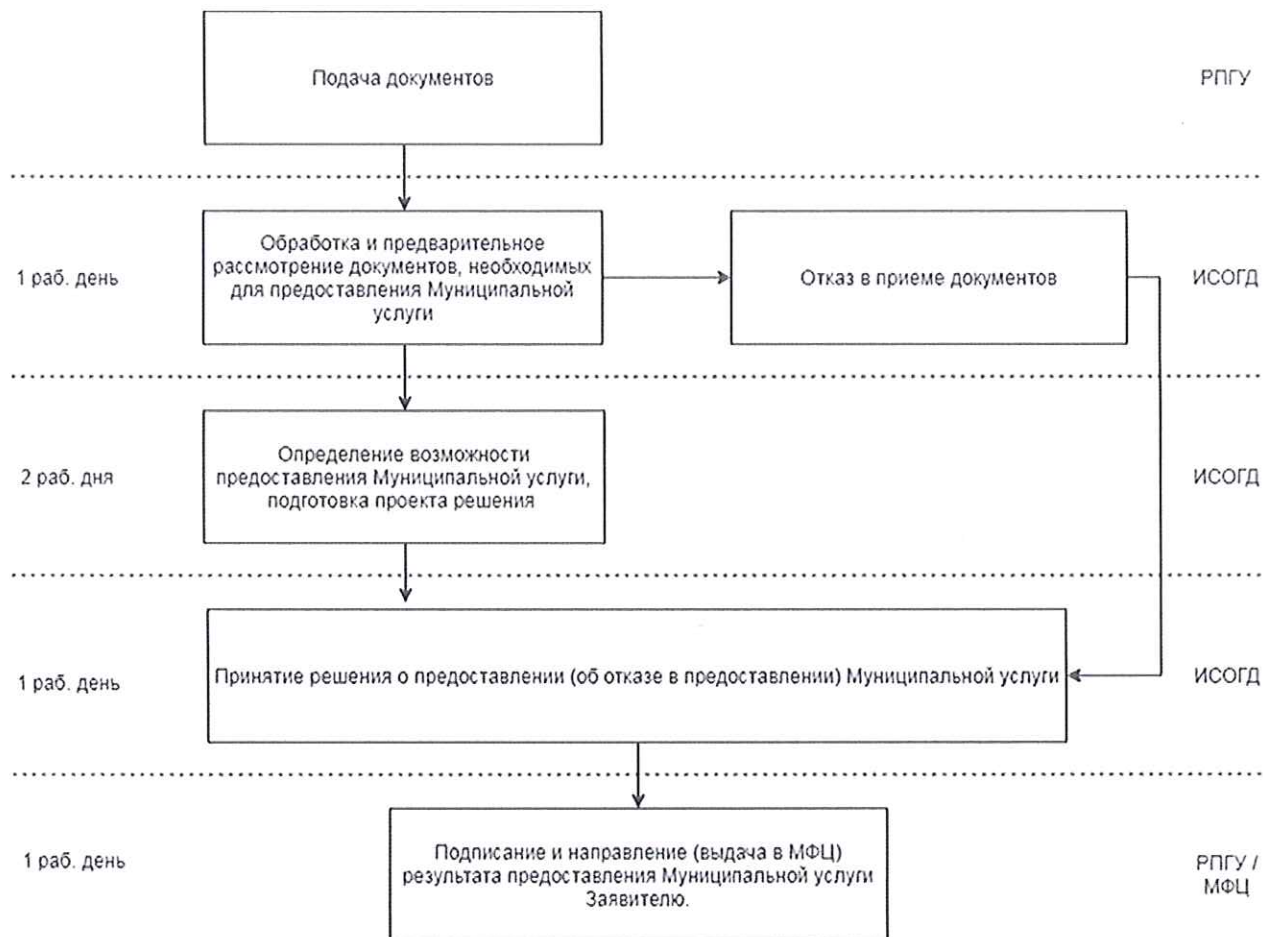 Подача документов
РПГУ
1 раб. день
Обработка и предварительное
рассмотрение документов, необходимых
для предоставления Муниципальной
услуги
Отказ в приеме документов
ИСОГД
2 раб. дня
Определение возможности
предоставления Муниципальной услуги,
подготовка проекта решения
ИСОГД
1 раб. день
Принятие решения о предоставлении (об отказе в предоставлении) Муниципальной услуги
ИСОГД
1 раб. день
Подписание и направление (выдача в МФЦ)
результата предоставления Муниципальной услуги
Заявителю.
РПГУ /
МФЦ